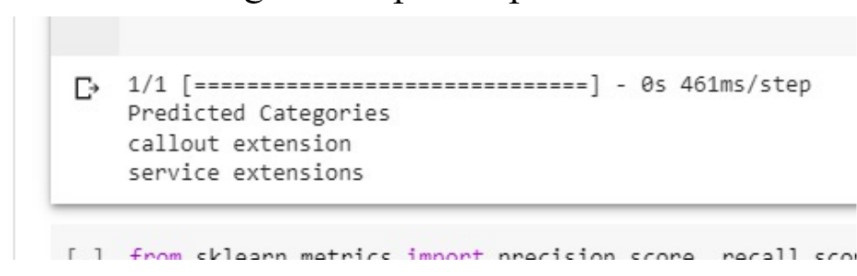 1/1 [==============================] - 0s 461ms/step
Predicted Categories
callout extension
service extensions
[ ] from sklearn.metrics import precision_score, recall_sco